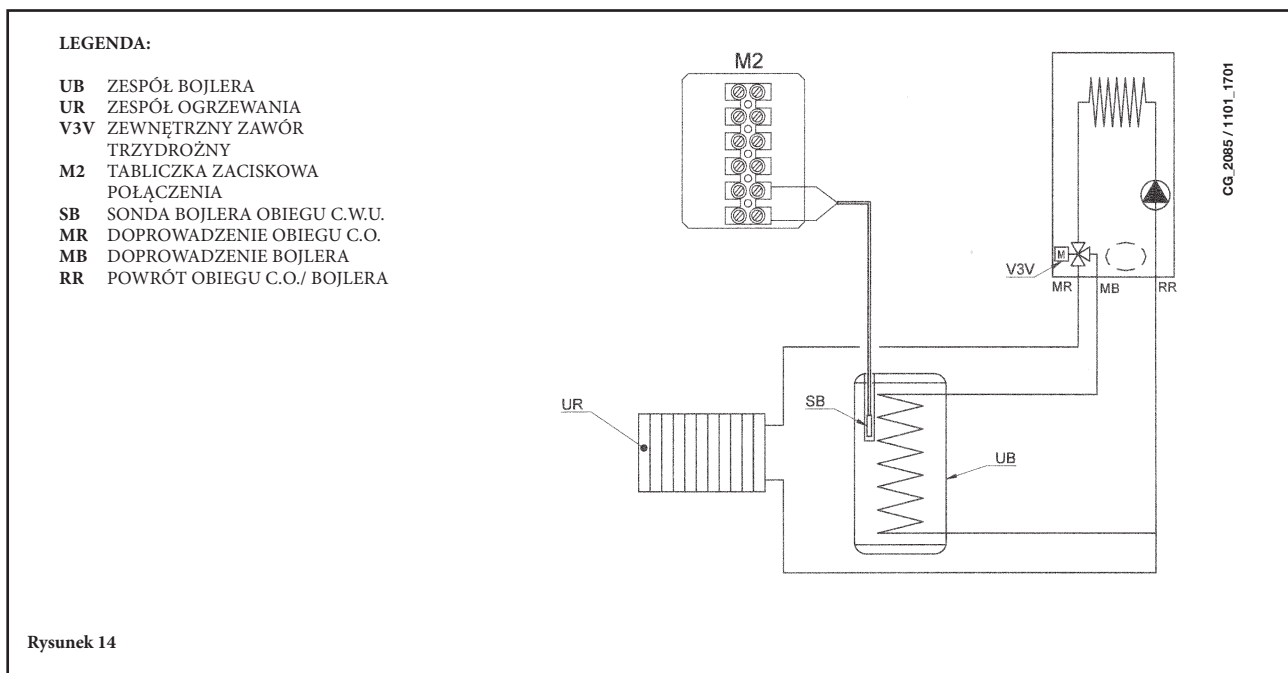 LEGENDA:
UB ZESPÓŁ BOJLERA
UR ZESPÓŁ OGRZEWANIA
V3V ZEWNĘTRZNY ZAWÓR
TRZYDROŻNY
M2 TABLICZKA ZACISKOWA
POŁĄCZENIA
SB SONDA BOJLERA OBIEGU C.W.U.
MR DOPROWADZENIE OBIEGU C.O.
MB DOPROWADZENIE BOJLERA
RR POWRÓT OBIEGU C.O./ BOJLERA
M2
CG_2085 / 1101_1701
M
V3V
MR
MB
RR
UR
SB
UB
Rysunek 14